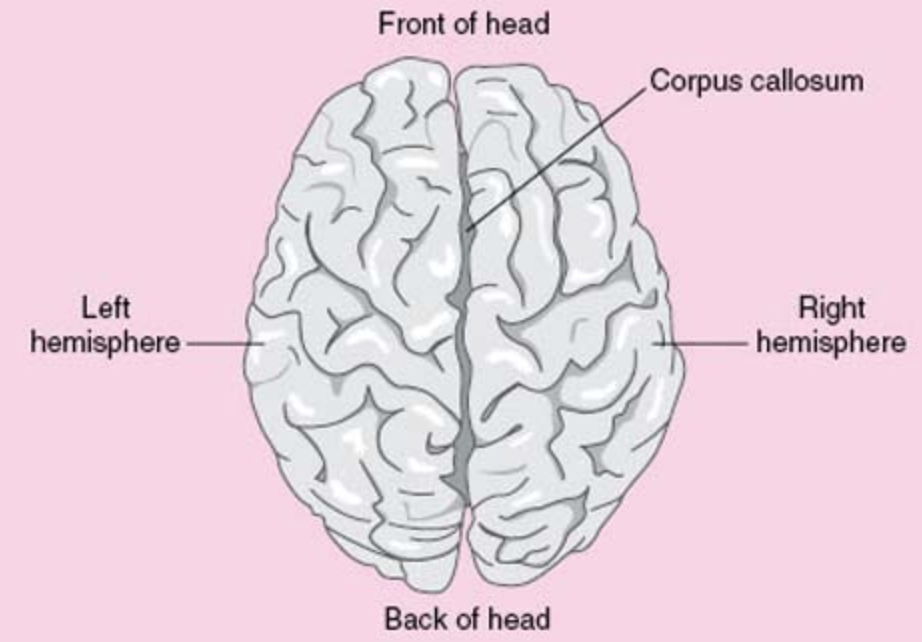 Front of head
Corpus callosum
Left
hemisphere
Right
hemisphere
Back of head